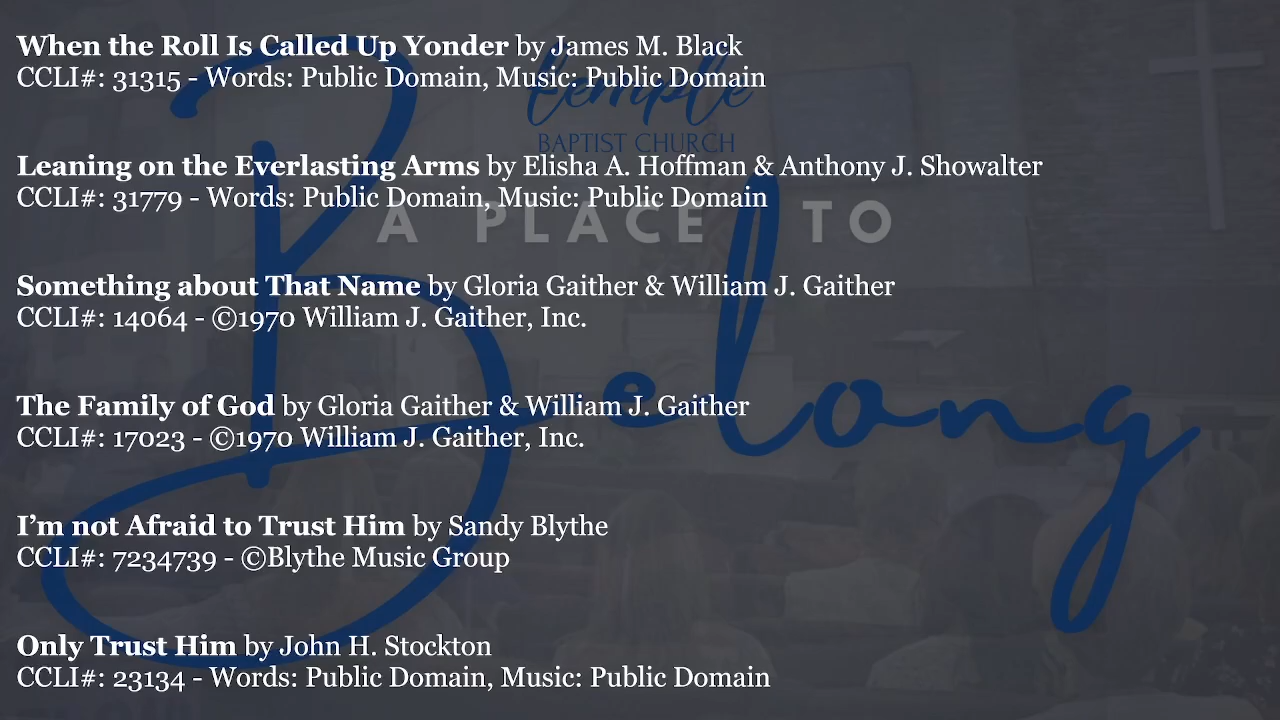 When the Roll Is Called Up Yonder by James M. Black
CCLI#: 31315 - Words: Public Domain, Music: Public Domain
temple
BAPTIST CHURCH
Leaning on the Everlasting Arms by Elisha A. Hoffman & Anthony J. Showalter
CCLI#: 31779 - Words: Public Domain, Music: Public Domain
A PLACE TO
Belong
Something about That Name by Gloria Gaither & William J. Gaither
CCLI#: 14064 - ©1970 William J. Gaither, Inc.
The Family of God by Gloria Gaither & William J. Gaither
CCLI#: 17023 - ©1970 William J. Gaither, Inc.
I’m not Afraid to Trust Him by Sandy Blythe
CCLI#: 7234739 - ©Blythe Music Group
Only Trust Him by John H. Stockton
CCLI#: 23134 - Words: Public Domain, Music: Public Domain